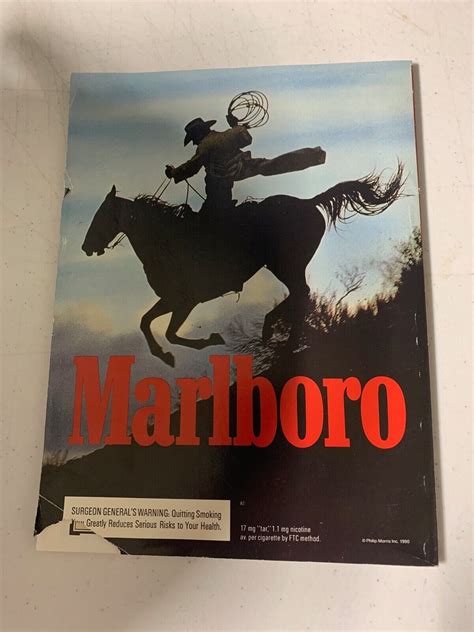 Marlboro
SURGEON GENERAL'S WARNING: Quitting Smoking
Now Greatly Reduces Serious Risks to Your Health.
17 mg "tar," 1.1 mg nicotine
av. per cigarette by FTC method.
© Philip Morris Inc. 1990